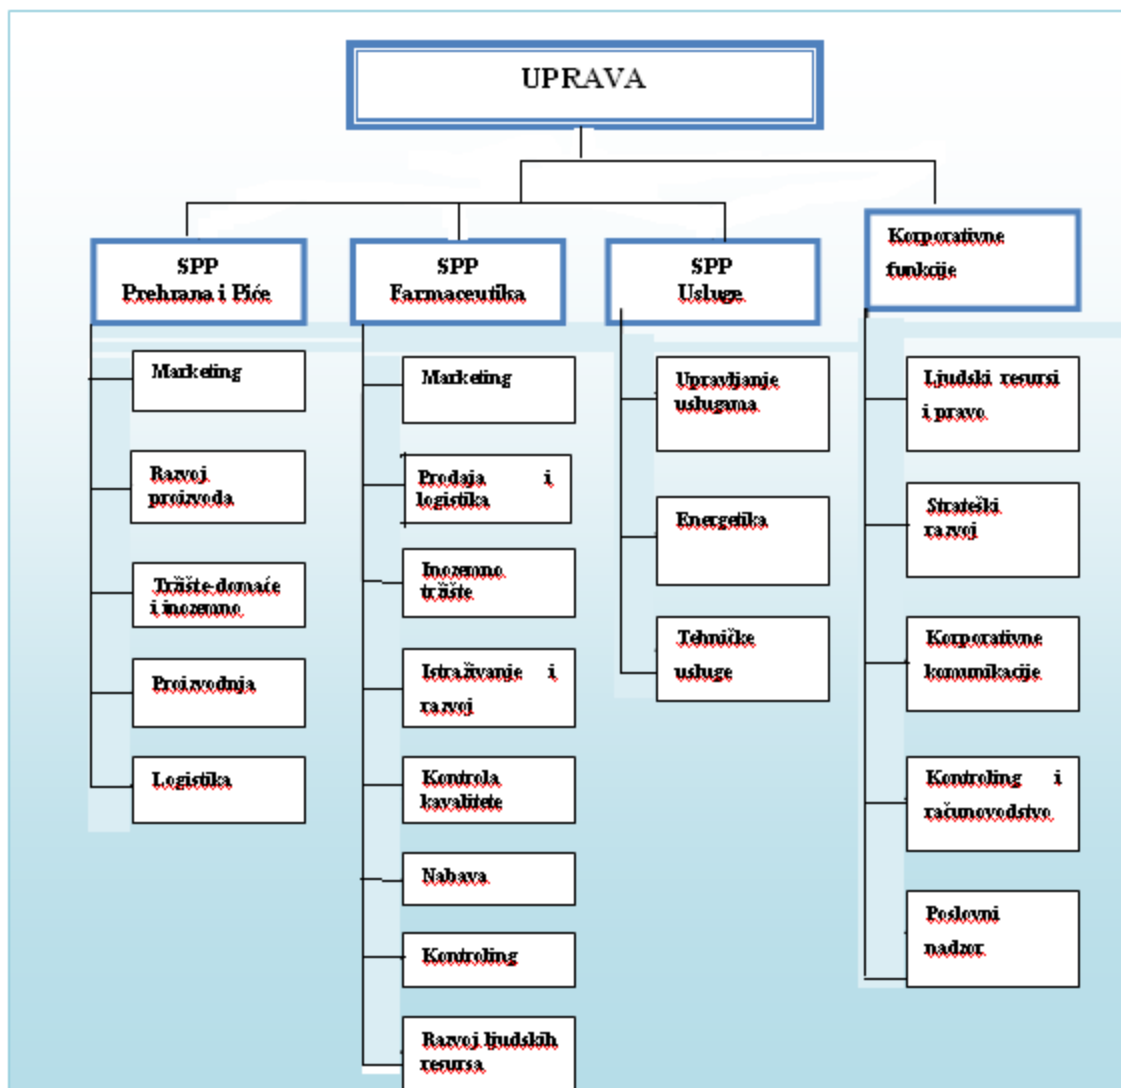 UPRAVA
SPP
Prehrana i Piće
SPP
Farmaceutika
SPP
Usluge
Korporativne
funkcije
Marketing
Razvoj
proizvoda
Tržište-domaće
i inozemno
Proizvodnja
Logistika
Marketing
Prodaja i
logistika
Inozemno
tržište
Istraživanje i
razvoj
Kontrola
kavalitete
Nabava
Kontroling
Razvoj ljudskih
resursa
Upravljanje
uslugama
Energetika
Tehničke
usluge
Ljudski resursi
i pravo
Strateški
razvoj
Korporativne
komunikacije
Kontroling i
računovodstvo
Poslovni
nadzor